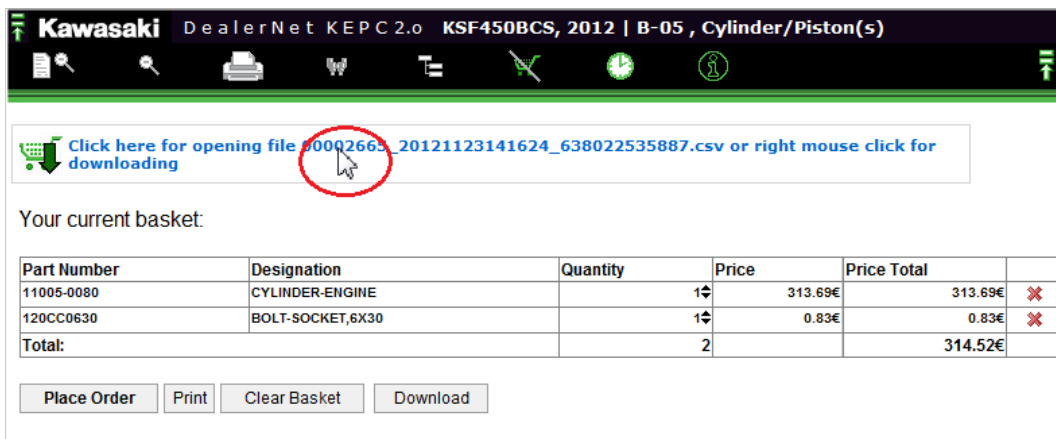 Kawasaki DealerNet KEPC2.0 KSF450BCS, 2012 | B-05 , Cylinder/Piston(s)
Click here for opening file 00002665_20121123141624_638022535887.csv or right mouse click for
downloading
Your current basket:
Part Number Designation Quantity Price Price Total
11005-0080 CYLINDER-ENGINE 1 313.69€ 313.69€
120CC0630 BOLT-SOCKET,6X30 1 0.83€ 0.83€
Total: 2 314.52€
Place Order Print Clear Basket Download